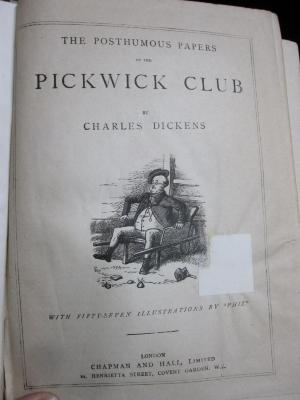 THE POSTHUMOUS PAPERS
OF THE
PICKWICK CLUB
BY
CHARLES DICKENS
WITH FIFTY-SEVEN ILLUSTRATIONS BY "PHIZ"
LONDON
CHAPMAN AND HALL, LIMITED
HENRIETTA STREET, COVENT GARDEN, W.C.